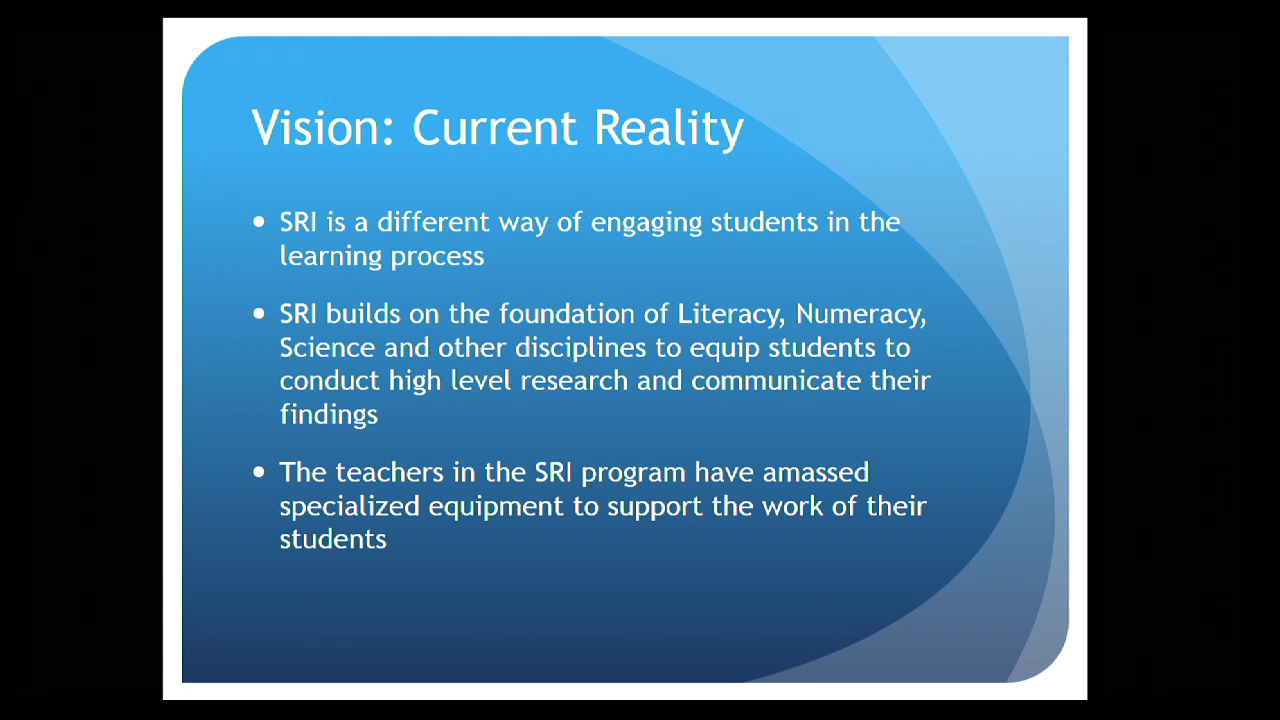 Vision: Current Reality
• SRI is a different way of engaging students in the
learning process
• SRI builds on the foundation of Literacy, Numeracy,
Science and other disciplines to equip students to
conduct high level research and communicate their
findings
• The teachers in the SRI program have amassed
specialized equipment to support the work of their
students